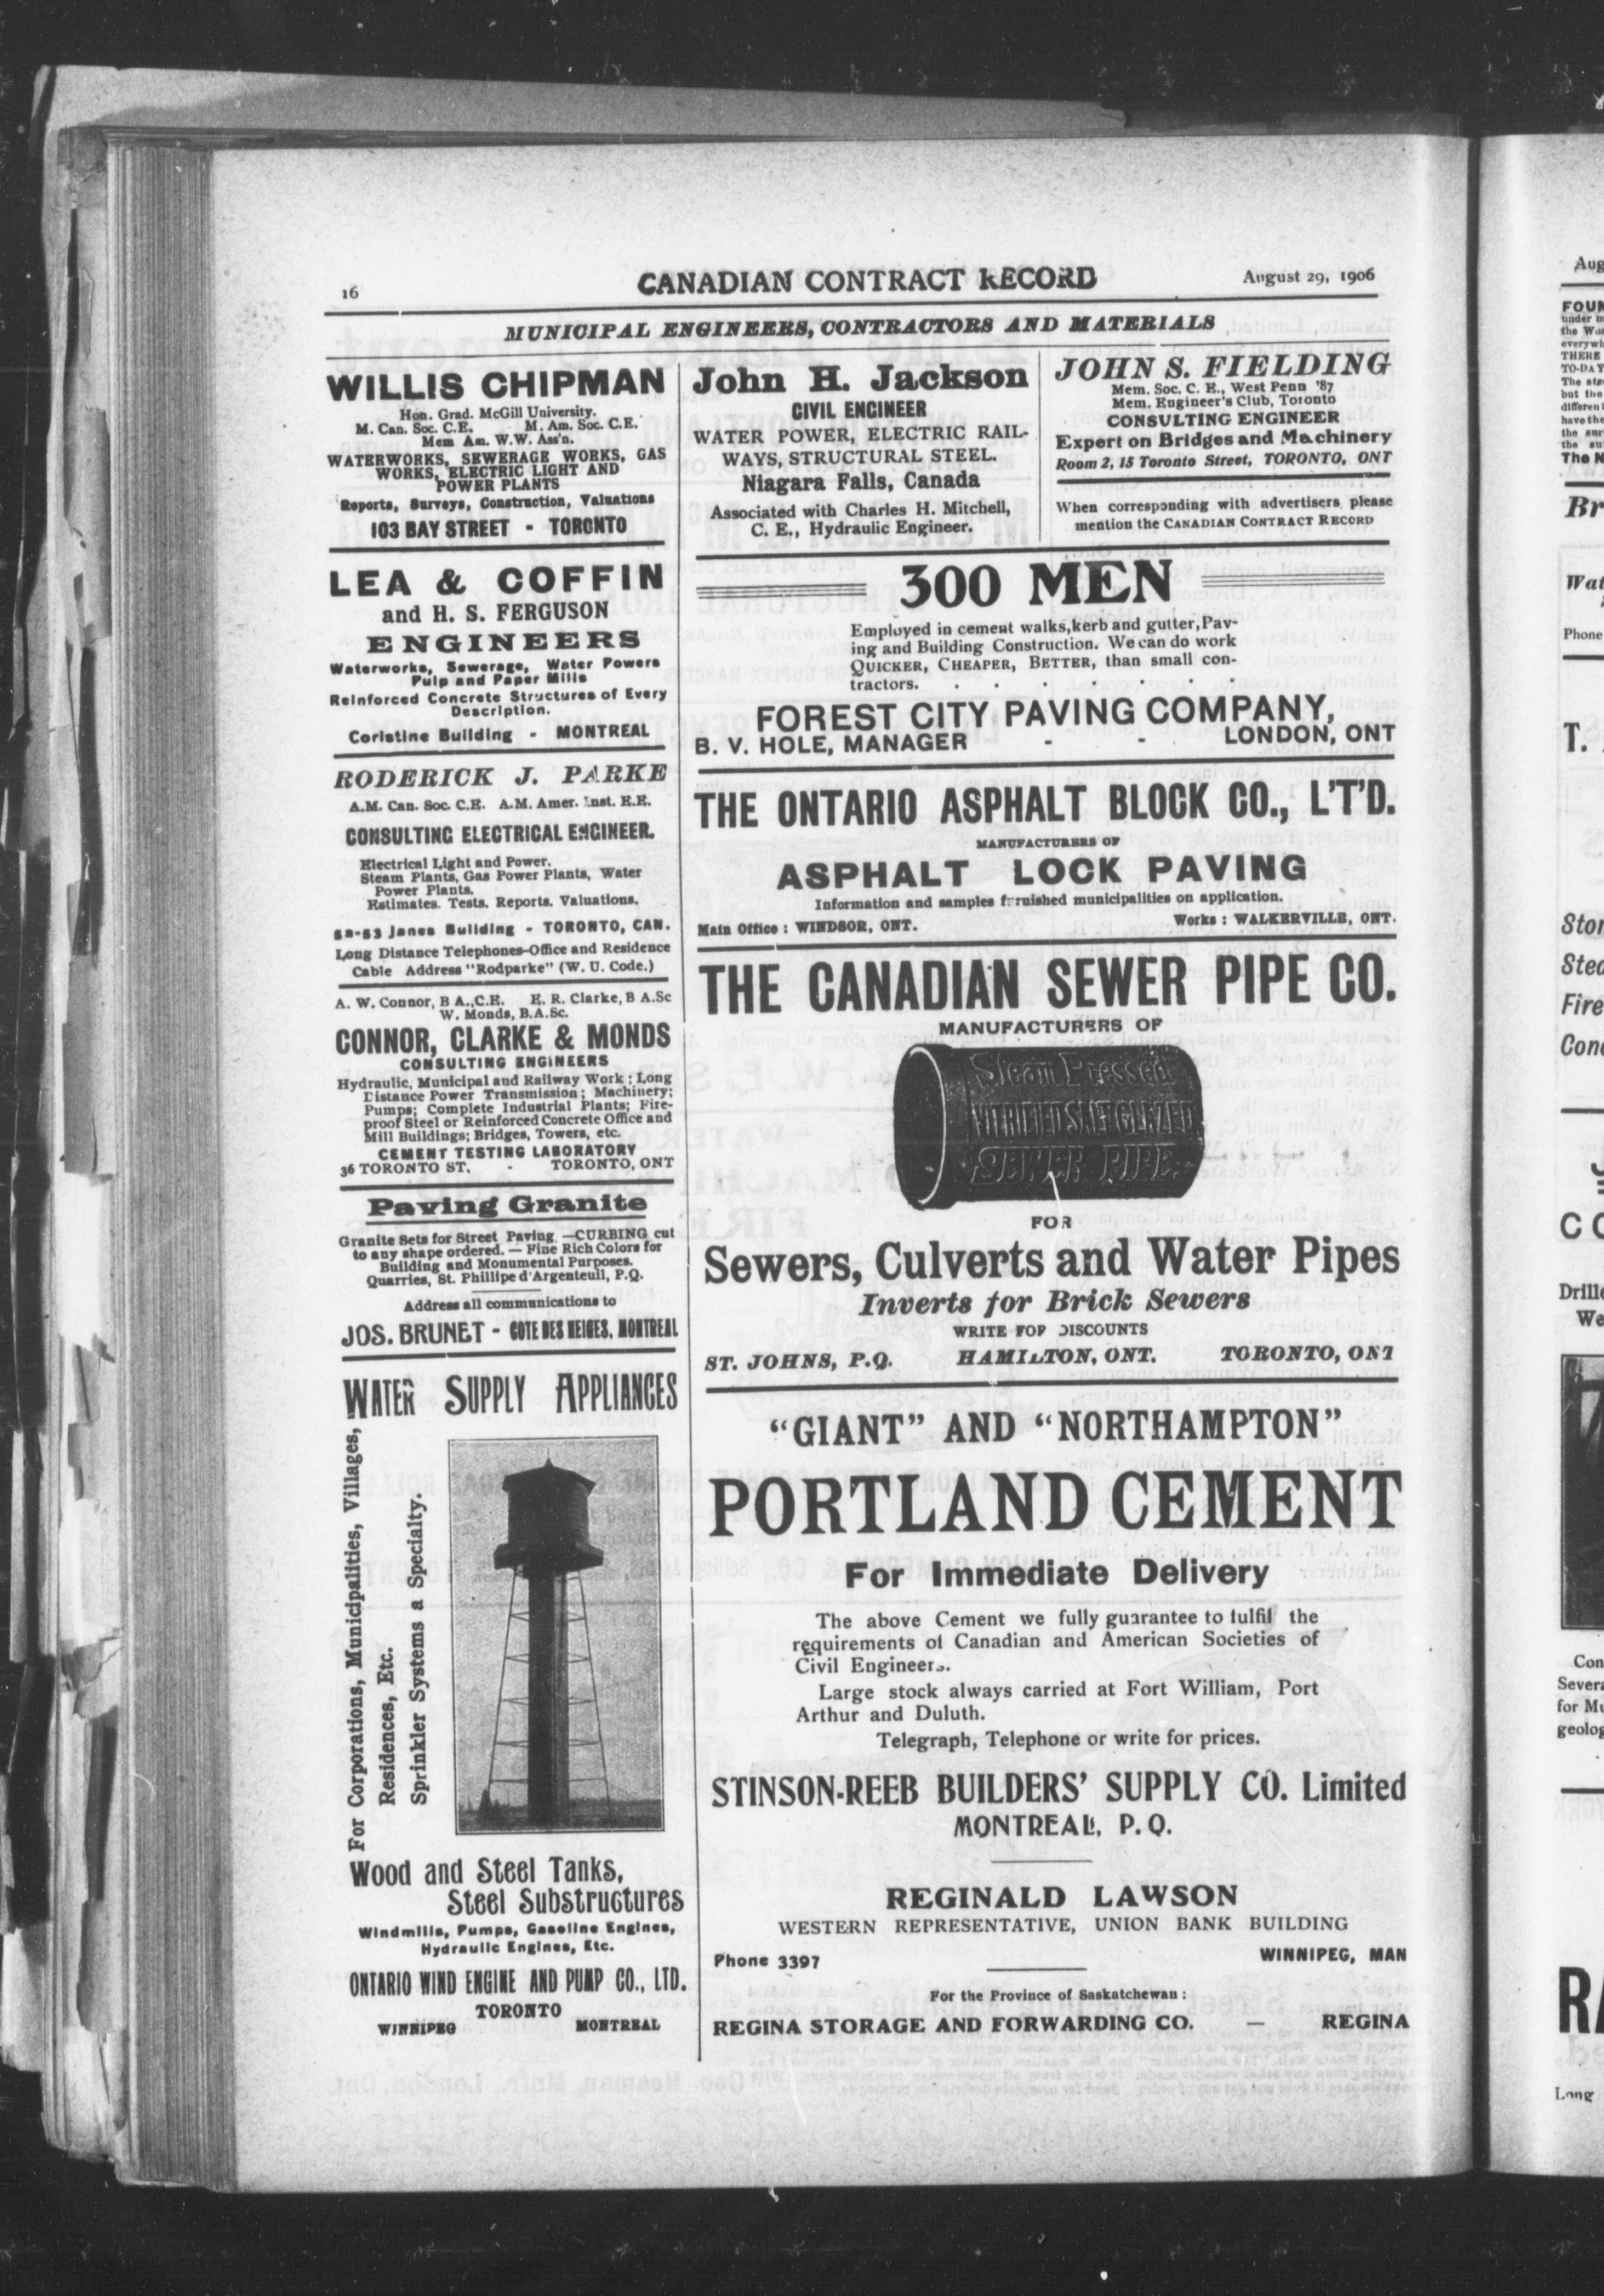 16
CANADIAN CONTRACT RECORD
August 29, 1906
MUNICIPAL ENGINEERS, CONTRACTORS AND MATERIALS
WILLIS CHIPMAN
Hon. Grad. McGill University.
M. Can. Soc. C.E. M. Am. Soc. C.E.
Mem Am. W.W. Ass'n.
WATERWORKS, SEWERAGE WORKS, GAS
WORKS, ELECTRIC LIGHT AND
POWER PLANTS
Reports, Surveys, Construction, Valuations
103 BAY STREET - TORONTO
LEA & COFFIN
and H. S. FERGUSON
ENGINEERS
Waterworks, Sewerage, Water Powers
Pulp and Paper Mills
Reinforced Concrete Structures of Every
Description.
Coristine Building - MONTREAL
RODERICK J. PARKE
A.M. Can. Soc. C.E. A.M. Amer. Inst. E.E.
CONSULTING ELECTRICAL ENGINEER.
Electrical Light and Power.
Steam Plants, Gas Power Plants, Water
Power Plants.
Estimates. Tests. Reports. Valuations.
52-53 Janes Building - TORONTO, CAN.
Long Distance Telephones-Office and Residence
Cable Address "Rodparke" (W. U. Code.)
A. W. Connor, B A., C.E. E. R. Clarke, B A.Sc
W. Monds, B.A.Sc.
CONNOR, CLARKE & MONDS
CONSULTING ENGINEERS
Hydraulic, Municipal and Railway Work; Long
Distance Power Transmission; Machinery;
Pumps; Complete Industrial Plants; Fire-
proof Steel or Reinforced Concrete Office and
Mill Buildings; Bridges, Towers, etc.
CEMENT TESTING LABORATORY
36 TORONTO ST. - TORONTO, ONT
Paving Granite
Granite Sets for Street Paving.—CURBING cut
to any shape ordered. — Fine Rich Colors for
Building and Monumental Purposes.
Quarries, St. Phillipe d'Argenteuil, P.Q.
Address all communications to
JOS. BRUNET - COTE DES NEIGES, MONTREAL
WATER SUPPLY APPLIANCES
For Corporations, Municipalities, Villages,
Residences, Etc.
Sprinkler Systems a Specialty.
Wood and Steel Tanks,
Steel Substructures
Windmills, Pumps, Gasoline Engines,
Hydraulic Engines, Etc.
ONTARIO WIND ENGINE AND PUMP CO., LTD.
TORONTO
WINNIPEG MONTREAL
John H. Jackson
CIVIL ENGINEER
WATER POWER, ELECTRIC RAIL-
WAYS, STRUCTURAL STEEL.
Niagara Falls, Canada
Associated with Charles H. Mitchell,
C. E., Hydraulic Engineer.
JOHN S. FIELDING
Mem. Soc. C. E., West Penn '87
Mem. Engineer's Club, Toronto
CONSULTING ENGINEER
Expert on Bridges and Machinery
Room 2, 15 Toronto Street, TORONTO, ONT
When corresponding with advertisers please
mention the CANADIAN CONTRACT RECORD
300 MEN
Employed in cement walks, kerb and gutter, Pav-
ing and Building Construction. We can do work
QUICKER, CHEAPER, BETTER, than small con-
tractors. . . . . . . .
FOREST CITY PAVING COMPANY,
B. V. HOLE, MANAGER - - LONDON, ONT
THE ONTARIO ASPHALT BLOCK CO., L'T'D.
MANUFACTURERS OF
ASPHALT LOCK PAVING
Information and samples furnished municipalities on application.
Main Office: WINDSOR, ONT. Works: WALKERVILLE, ONT.
THE CANADIAN SEWER PIPE CO.
MANUFACTURERS OF
Steam Pressed
VITRIFIED SALT GLAZED
SEWER PIPE.
FOR
Sewers, Culverts and Water Pipes
Inverts for Brick Sewers
WRITE FOR DISCOUNTS
ST. JOHNS, P.Q. HAMILTON, ONT. TORONTO, ONT
"GIANT" AND "NORTHAMPTON"
PORTLAND CEMENT
For Immediate Delivery
The above Cement we fully guarantee to fulfil the
requirements of Canadian and American Societies of
Civil Engineers.
Large stock always carried at Fort William, Port
Arthur and Duluth.
Telegraph, Telephone or write for prices.
STINSON-REEB BUILDERS' SUPPLY CO. Limited
MONTREAL, P. Q.
REGINALD LAWSON
WESTERN REPRESENTATIVE, UNION BANK BUILDING
Phone 3397 WINNIPEG, MAN
For the Province of Saskatchewan:
REGINA STORAGE AND FORWARDING CO. — REGINA